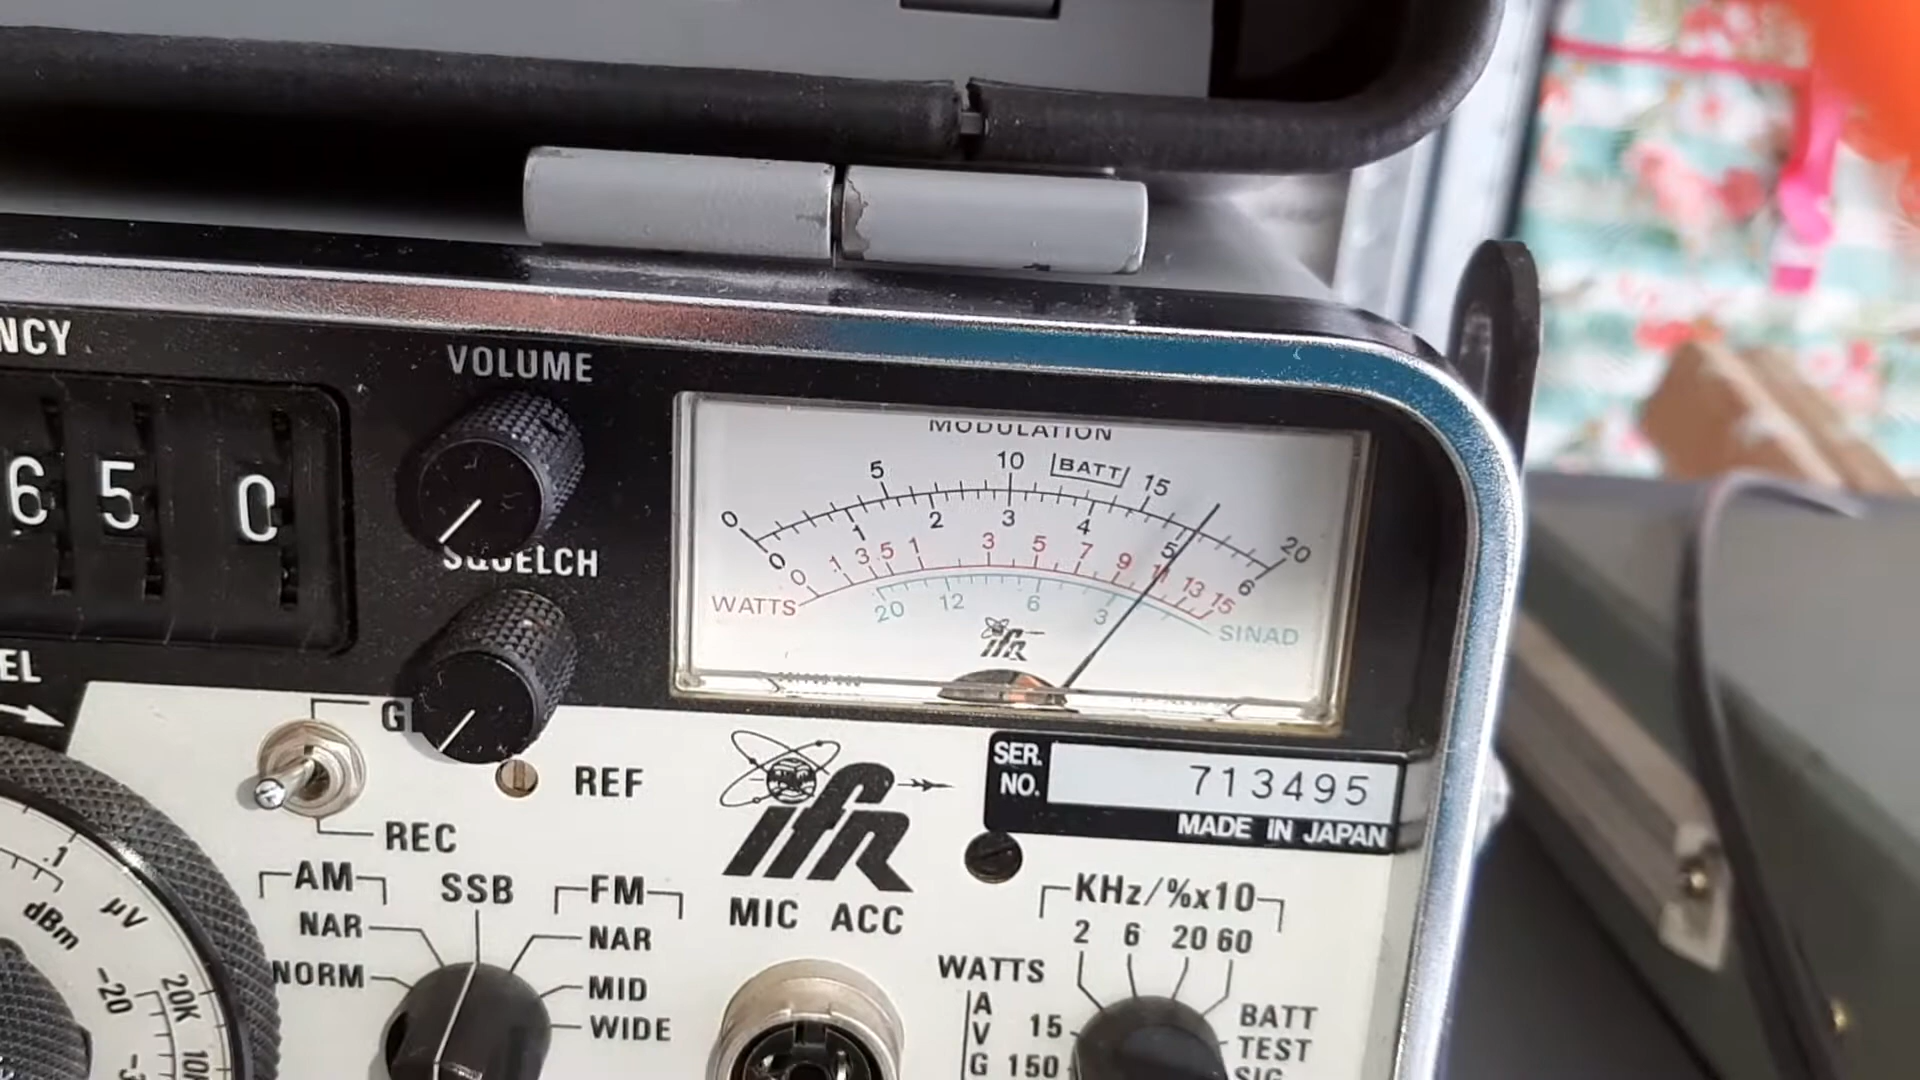 NCY
VOLUME
6 5 0
SQUELCH
MODULATION
0 5 10 BATT 15 20
0 1 2 3 4 5 6
WATTS 0 .1 .3 .5 1 3 5 7 9 11 13 15
20 12 6 3 SINAD
ifr
EL
REF
REC
ifr
SER.
NO.
713495
MADE IN JAPAN
AM
SSB
FM
NAR
NORM
NAR
MID
WIDE
MIC ACC
KHz/%x10
2 6 20 60
WATTS
A
V
G
15
150
BATT
TEST
SIG
.1
µV
dBm
-20
20K